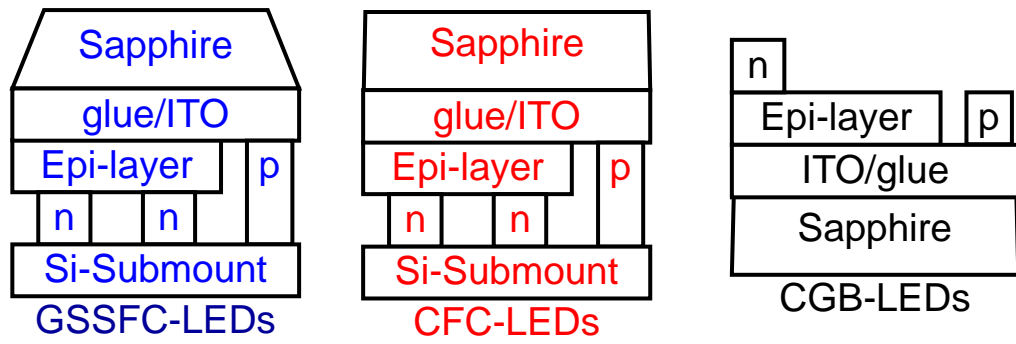 Sapphire
glue/ITO
Epi-layer
p
n
n
Si-Submount
GSSFC-LEDs
Sapphire
glue/ITO
Epi-layer
p
n
n
Si-Submount
CFC-LEDs
n
Epi-layer
p
ITO/glue
Sapphire
CGB-LEDs